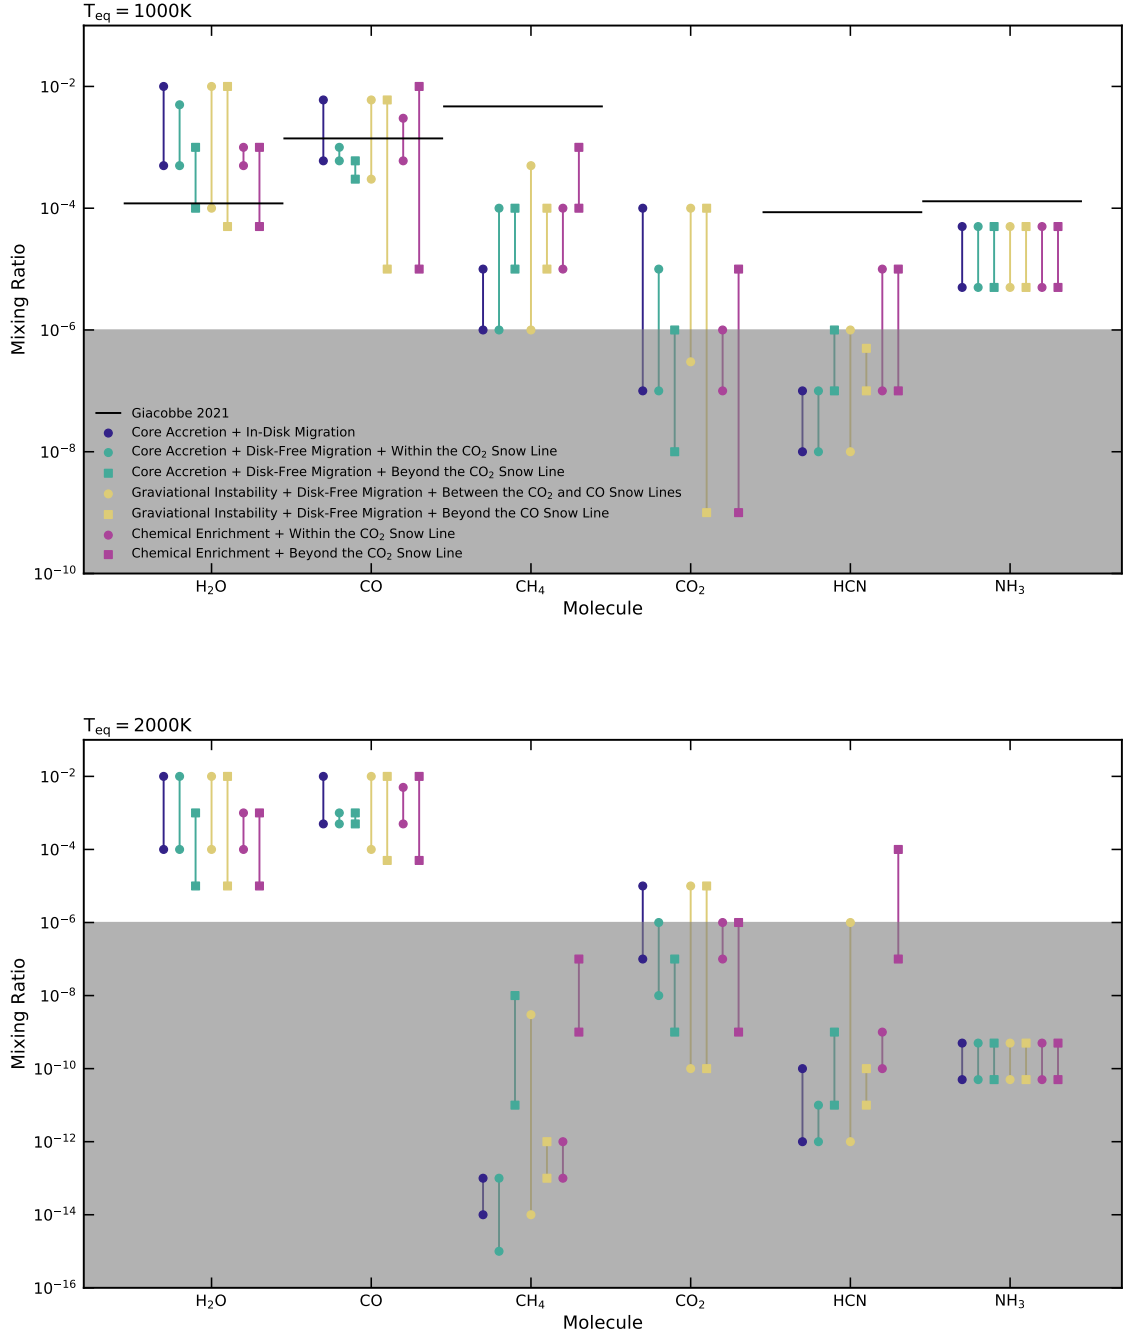 T_eq = 1000K
10^−2
10^−4
10^−6
10^−8
10^−10
Mixing Ratio
Giacobbe 2021
Core Accretion + In-Disk Migration
Core Accretion + Disk-Free Migration + Within the CO₂ Snow Line
Core Accretion + Disk-Free Migration + Beyond the CO₂ Snow Line
Graviational Instability + Disk-Free Migration + Between the CO₂ and CO Snow Lines
Graviational Instability + Disk-Free Migration + Beyond the CO Snow Line
Chemical Enrichment + Within the CO₂ Snow Line
Chemical Enrichment + Beyond the CO₂ Snow Line
H₂O CO CH₄ CO₂ HCN NH₃
Molecule
T_eq = 2000K
10^−2
10^−4
10^−6
10^−8
10^−10
10^−12
10^−14
10^−16
Mixing Ratio
H₂O CO CH₄ CO₂ HCN NH₃
Molecule